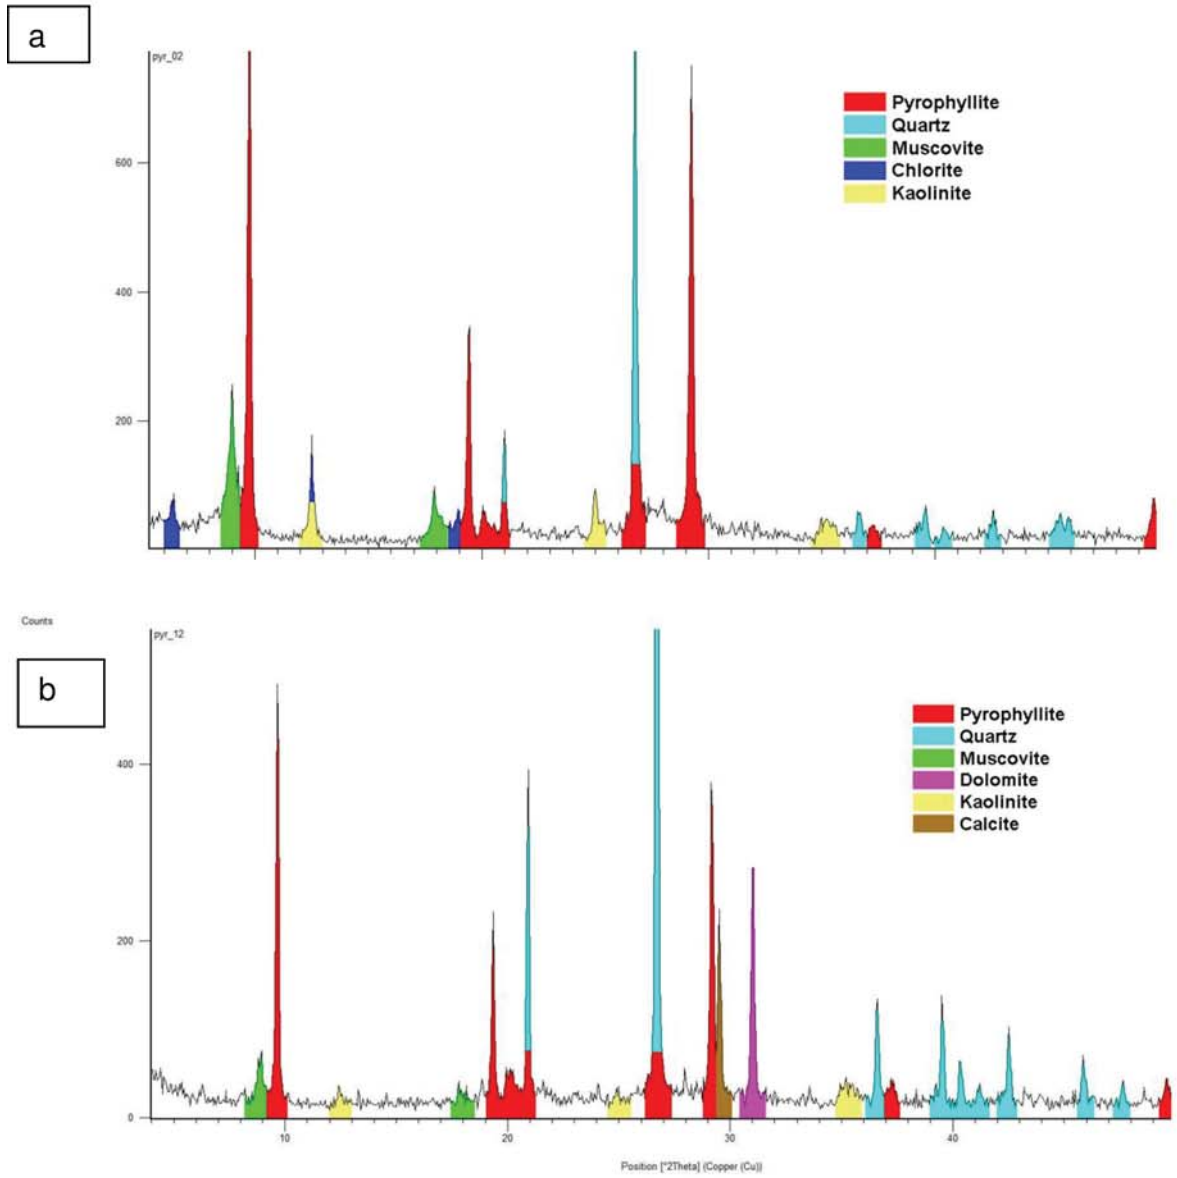 a
pyr_02
Pyrophyllite
Quartz
Muscovite
Chlorite
Kaolinite
600
400
200
Counts
pyr_12
b
Pyrophyllite
Quartz
Muscovite
Dolomite
Kaolinite
Calcite
400
200
0
10 20 30 40
Position [°2Theta] (Copper (Cu))